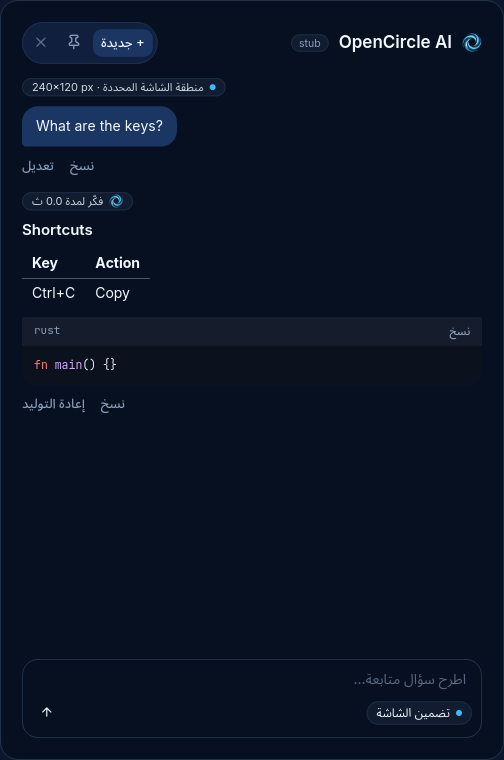 OpenCircle AI stub
+ جديدة
منطقة الشاشة المحددة · 240×120 px
What are the keys?
نسخ تعديل
فكّر لمدة 0.0 ث
Shortcuts
Key Action
Ctrl+C Copy
rust نسخ
fn main() {}
نسخ إعادة التوليد
اطرح سؤال متابعة...
تضمين الشاشة